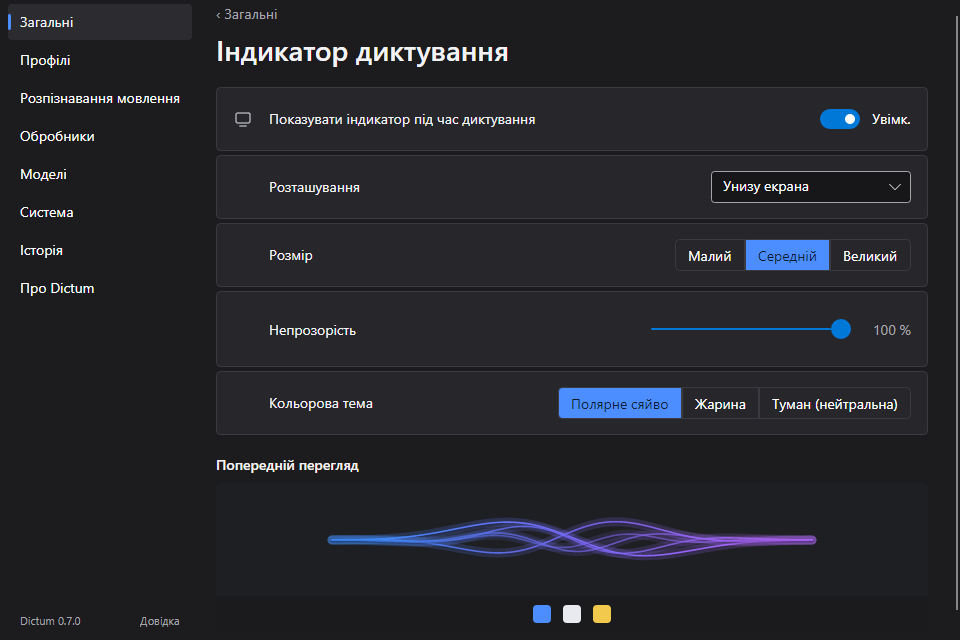 Загальні
Профілі
Розпізнавання мовлення
Обробники
Моделі
Система
Історія
Про Dictum
Dictum 0.7.0
Довідка
‹ Загальні
Індикатор диктування
Показувати індикатор під час диктування
Увімк.
Розташування
Унизу екрана
Розмір
Малий
Середній
Великий
Непрозорість
100 %
Кольорова тема
Полярне сяйво
Жарина
Туман (нейтральна)
Попередній перегляд